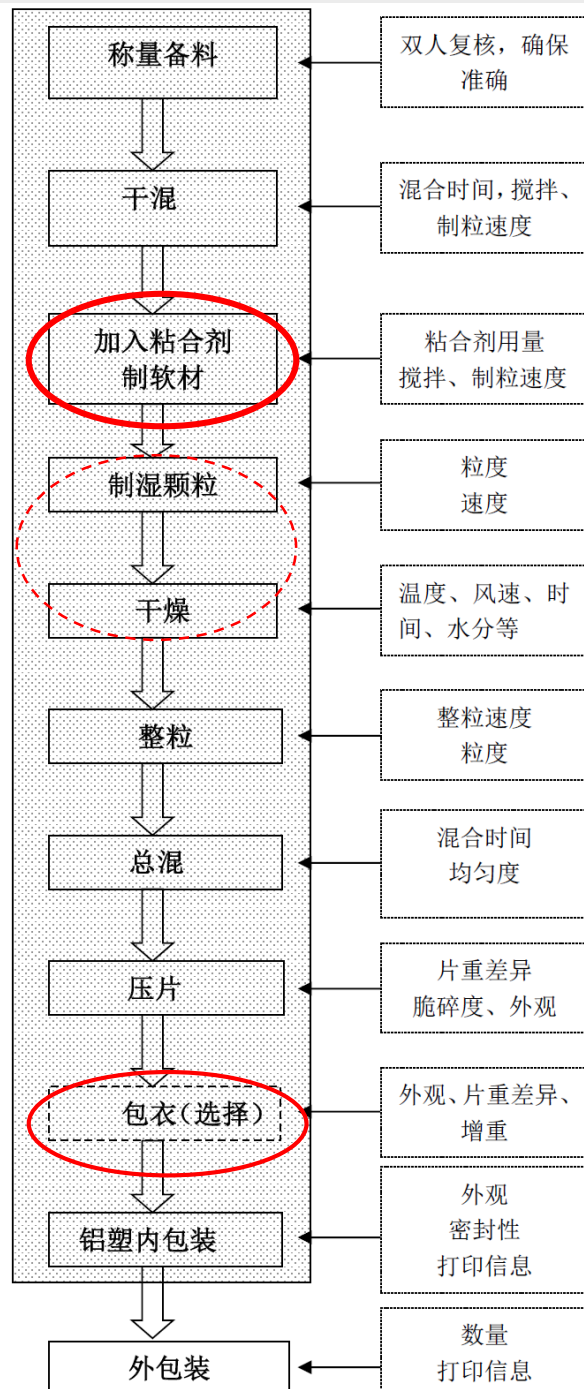 称量备料
双人复核，确保
准确
干混
混合时间，搅拌、
制粒速度
加入粘合剂
制软材
粘合剂用量
搅拌、制粒速度
制湿颗粒
粒度
速度
干燥
温度、风速、时
间、水分等
整粒
整粒速度
粒度
总混
混合时间
均匀度
压片
片重差异
脆碎度、外观
包衣（选择）
外观、片重差异、
增重
铝塑内包装
外观
密封性
打印信息
外包装
数量
打印信息